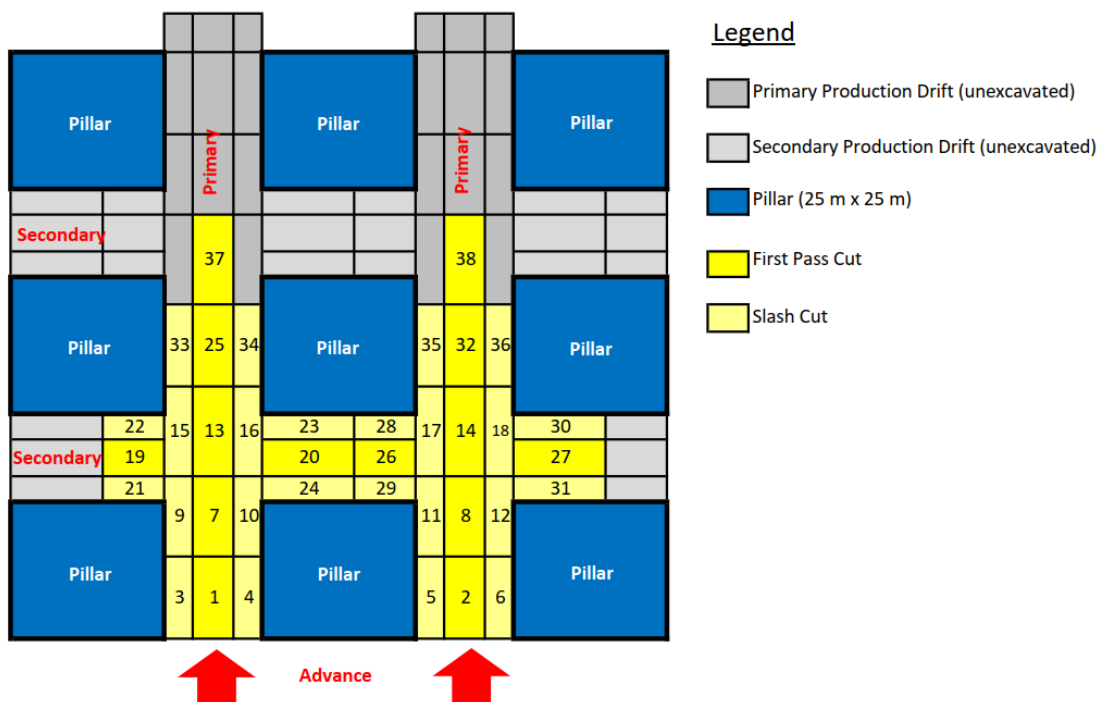 Legend
Primary Production Drift (unexcavated)
Secondary Production Drift (unexcavated)
Pillar (25 m x 25 m)
First Pass Cut
Slash Cut
Pillar Pillar Pillar
Primary Primary
Secondary
37 38
Pillar 33 25 34 Pillar 35 32 36 Pillar
22 15 13 16 23 28 17 14 18 30
Secondary 19 20 26 27
21 24 29 31
9 7 10 11 8 12
Pillar Pillar Pillar
3 1 4 5 2 6
Advance